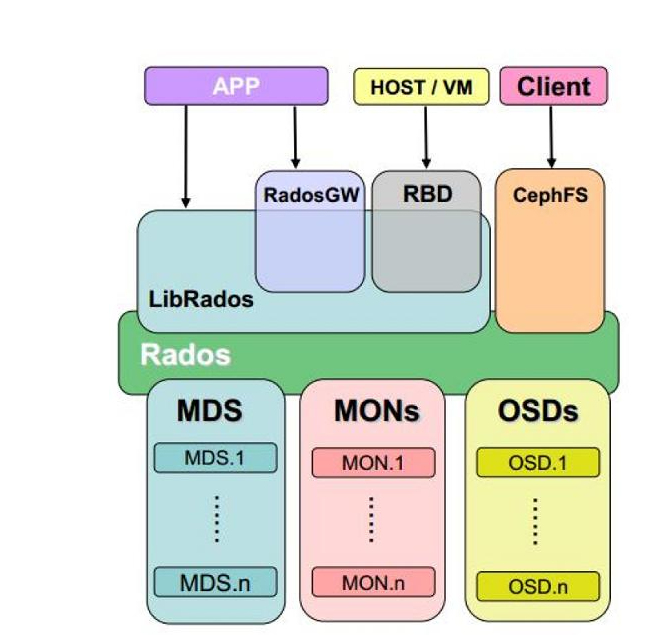 APP
HOST / VM
Client
RadosGW
RBD
CephFS
LibRados
Rados
MDS
MONs
OSDs
MDS.1
MON.1
OSD.1
MDS.n
MON.n
OSD.n